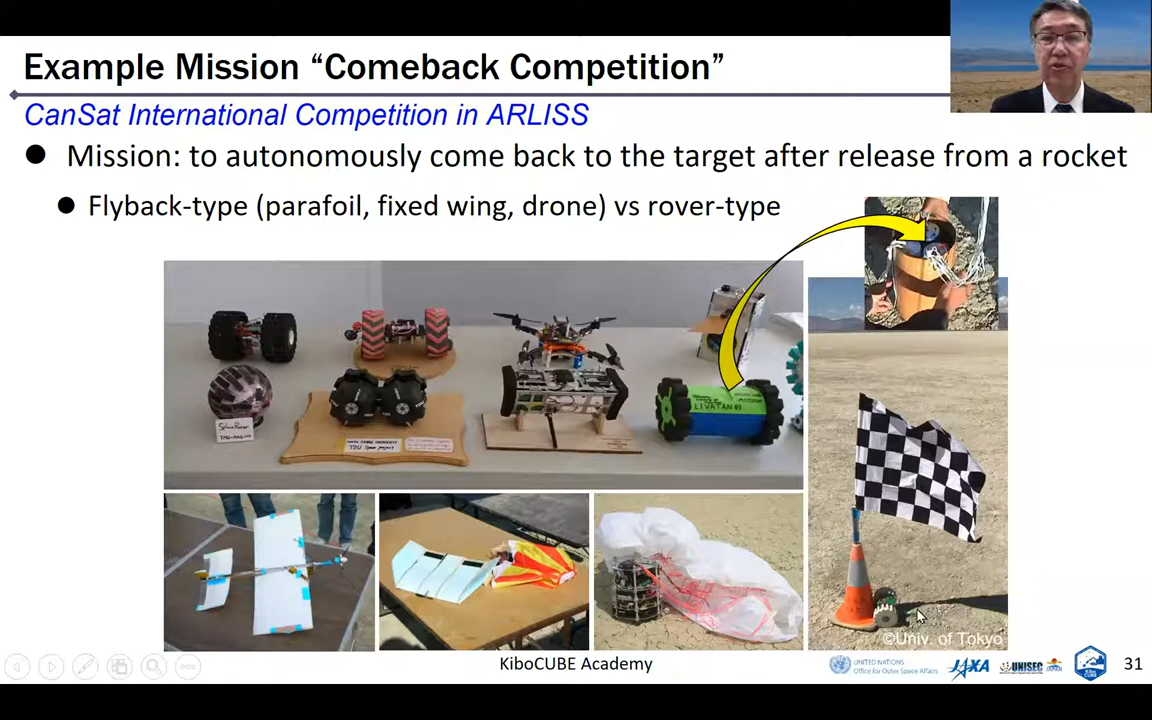 Example Mission “Comeback Competition”
CanSat International Competition in ARLISS
● Mission: to autonomously come back to the target after release from a rocket
● Flyback-type (parafoil, fixed wing, drone) vs rover-type
LIVATAN 03
©Univ. of Tokyo
KiboCUBE Academy
UNITED NATIONS
Office for Outer Space Affairs
JAXA
UNISEC
31